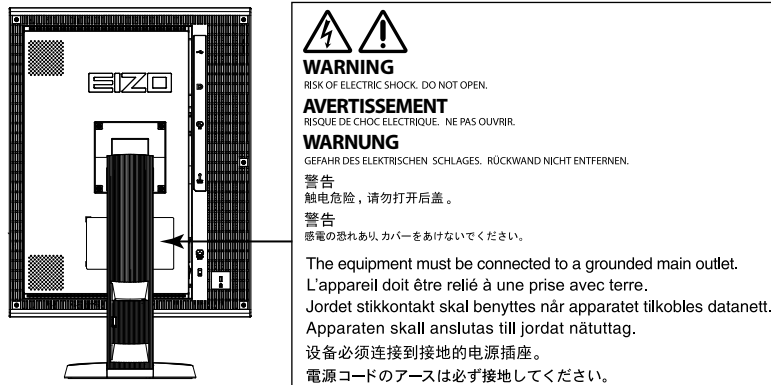 EIZO
WARNING
RISK OF ELECTRIC SHOCK. DO NOT OPEN.
AVERTISSEMENT
RISQUE DE CHOC ELECTRIQUE. NE PAS OUVRIR.
WARNUNG
GEFAHR DES ELEKTRISCHEN SCHLAGES. RÜCKWAND NICHT ENTFERNEN.
警告
触电危险，请勿打开后盖。
警告
感電の恐れあり、カバーをあけないでください。
The equipment must be connected to a grounded main outlet.
L'appareil doit être relié à une prise avec terre.
Jordet stikkontakt skal benyttes når apparatet tilkobles datanett.
Apparaten skall anslutas till jordat nätuttag.
设备必须连接到接地的电源插座。
電源コードのアースは必ず接地してください。